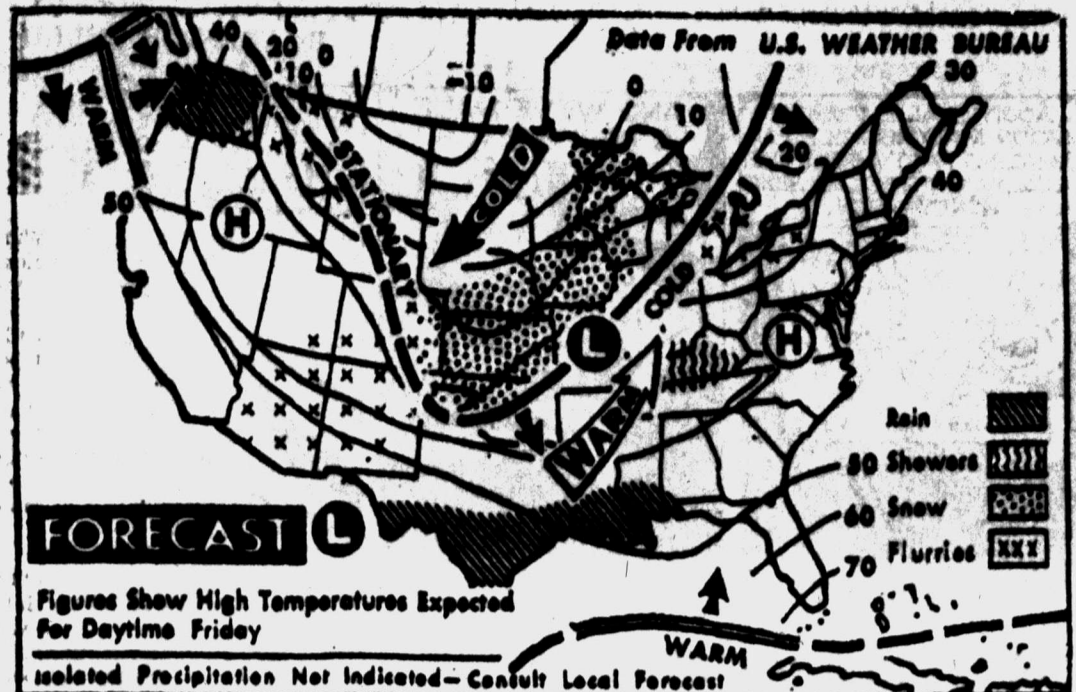 Data From U.S. WEATHER BUREAU
40
20
10
0
-10
0
10
20
30
40
WARM
STATIONARY
COLD
50
H
COLD
L
H
WARM
Rain
50 Showers
60 Snow
70 Flurries
FORECAST L
Figures Show High Temperatures Expected
For Daytime Friday
WARM
Isolated Precipitation Not Indicated—Consult Local Forecast